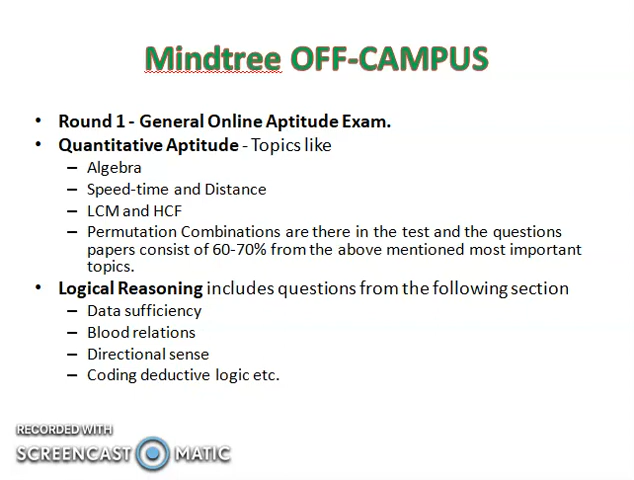 Mindtree OFF-CAMPUS
• Round 1 - General Online Aptitude Exam.
• Quantitative Aptitude - Topics like
– Algebra
– Speed-time and Distance
– LCM and HCF
– Permutation Combinations are there in the test and the questions
papers consist of 60-70% from the above mentioned most important
topics.
• Logical Reasoning includes questions from the following section
– Data sufficiency
– Blood relations
– Directional sense
– Coding deductive logic etc.
RECORDED WITH
SCREENCAST MATIC